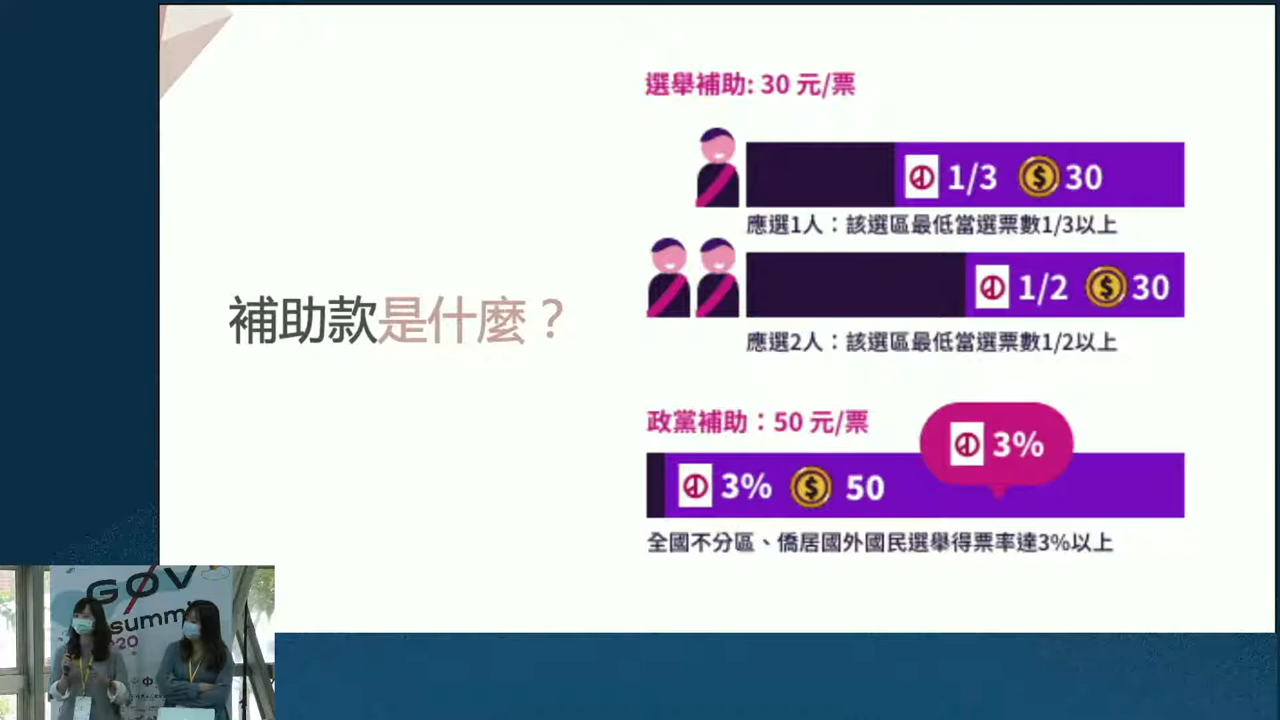 補助款是什麼？
選舉補助: 30 元/票
1/3 $ 30
應選1人：該選區最低當選票數1/3以上
1/2 $ 30
應選2人：該選區最低當選票數1/2以上
政黨補助：50 元/票
3%
3% $ 50
全國不分區、僑居國外國民選舉得票率達3%以上
GØV
summit
20